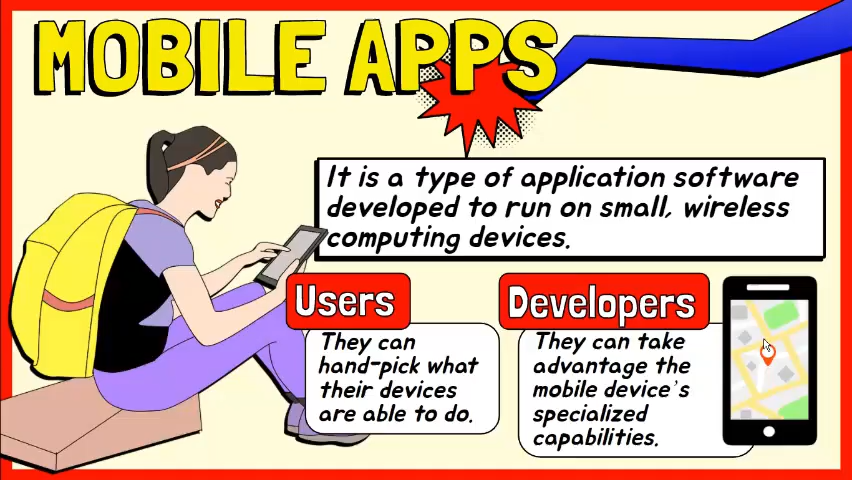 MOBILE APPS
It is a type of application software
developed to run on small, wireless
computing devices.
Users
They can
hand-pick what
their devices
are able to do.
Developers
They can take
advantage the
mobile device's
specialized
capabilities.